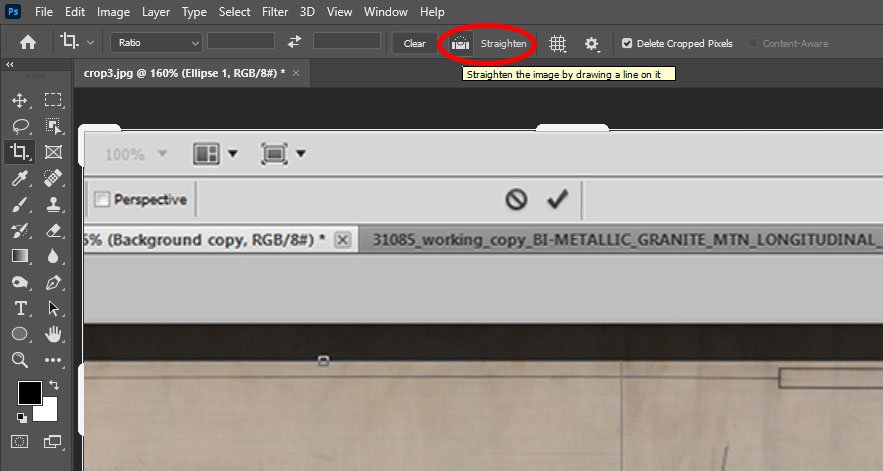 Ps File Edit Image Layer Type Select Filter 3D View Window Help
Ratio Clear Straighten Delete Cropped Pixels Content-Aware
Straighten the image by drawing a line on it
crop3.jpg @ 160% (Ellipse 1, RGB/8#) * ×
100%
Perspective
5% (Background copy, RGB/8#) * 31085_working_copy_BI-METALLIC_GRANITE_MTN_LONGITUDINAL_
T